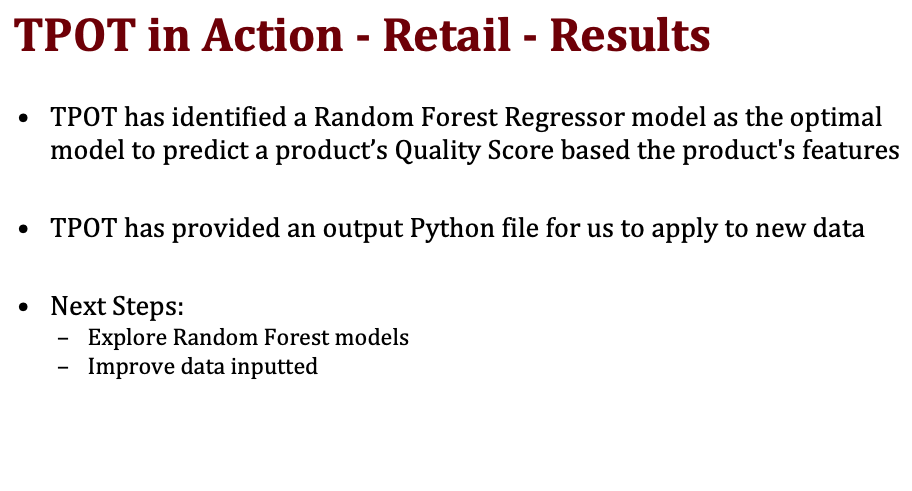 TPOT in Action - Retail - Results
• TPOT has identified a Random Forest Regressor model as the optimal
model to predict a product’s Quality Score based the product's features
• TPOT has provided an output Python file for us to apply to new data
• Next Steps:
– Explore Random Forest models
– Improve data inputted